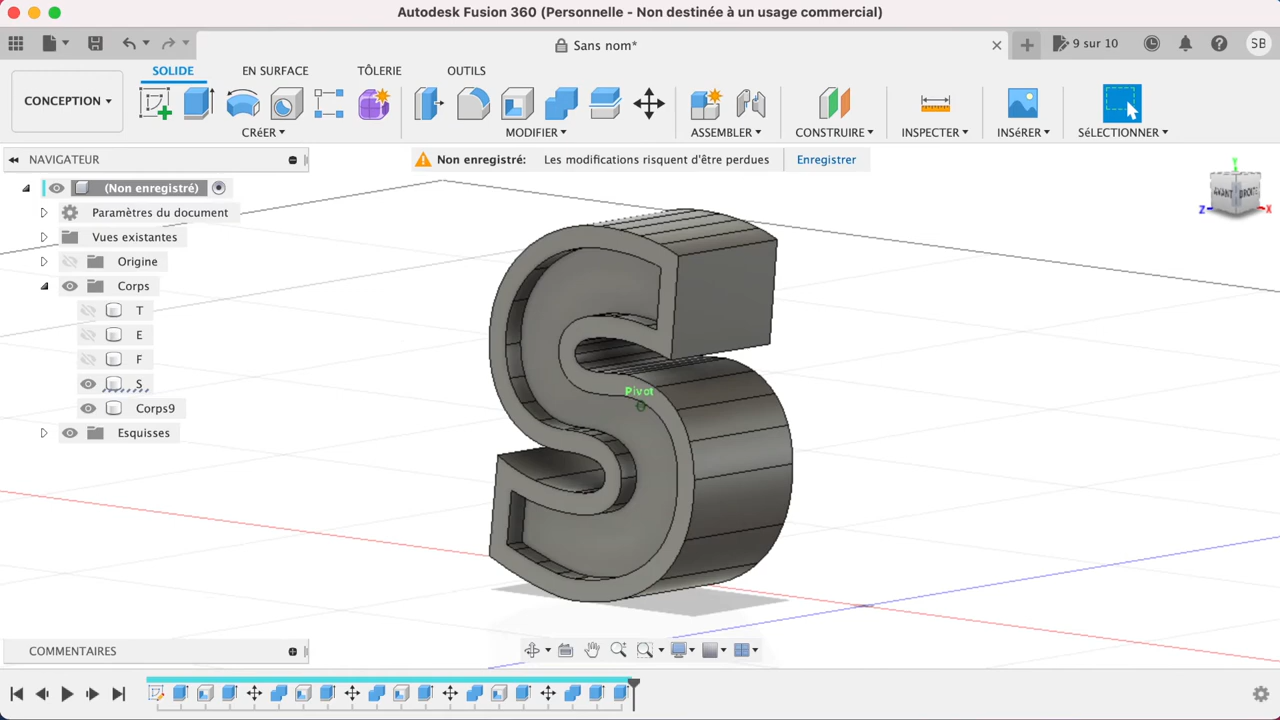 Autodesk Fusion 360 (Personnelle - Non destinée à un usage commercial)
Sans nom*
9 sur 10
SB
SOLIDE
EN SURFACE
TÔLERIE
OUTILS
CONCEPTION
CRéER
MODIFIER
ASSEMBLER
CONSTRUIRE
INSPECTER
INSéRER
SéLECTIONNER
NAVIGATEUR
Non enregistré: Les modifications risquent d'être perdues Enregistrer
(Non enregistré)
Paramètres du document
Vues existantes
Origine
Corps
T
E
F
S
Corps9
Esquisses
Y
AVANT
DROITE
Z
X
Pivot
COMMENTAIRES